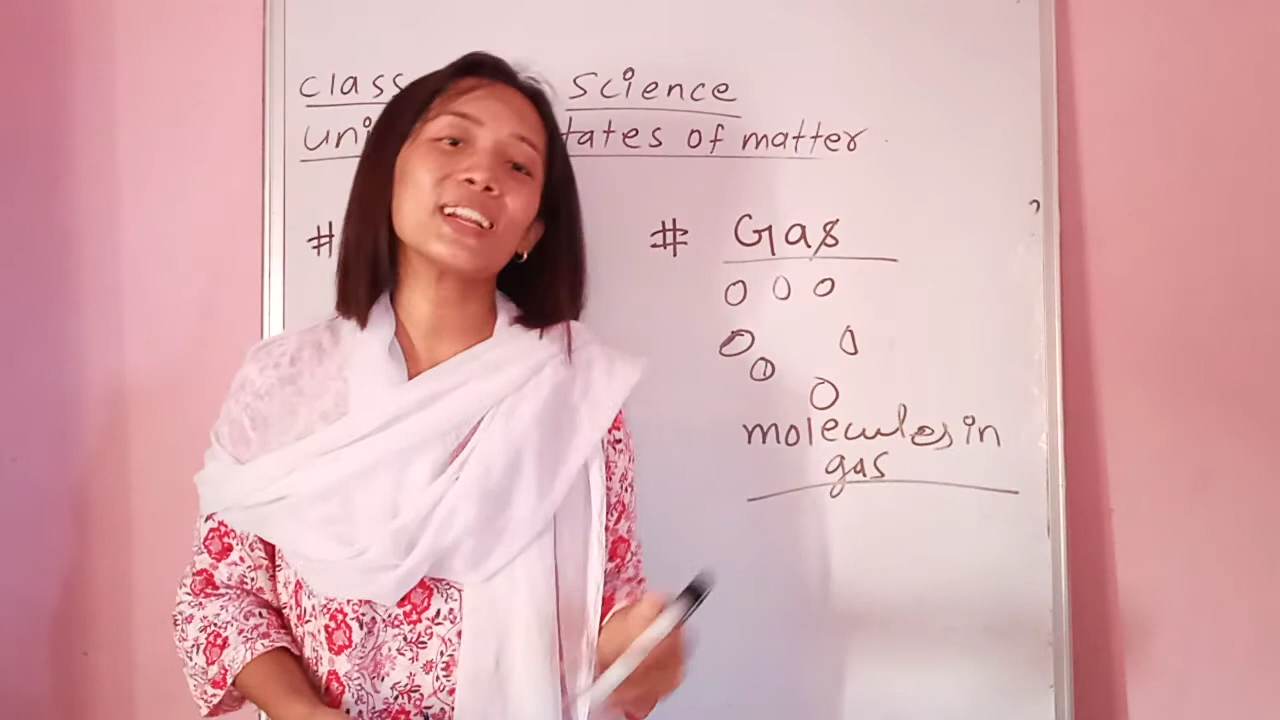 class Science
uni tates of matter
# # Gas
molecules in
gas